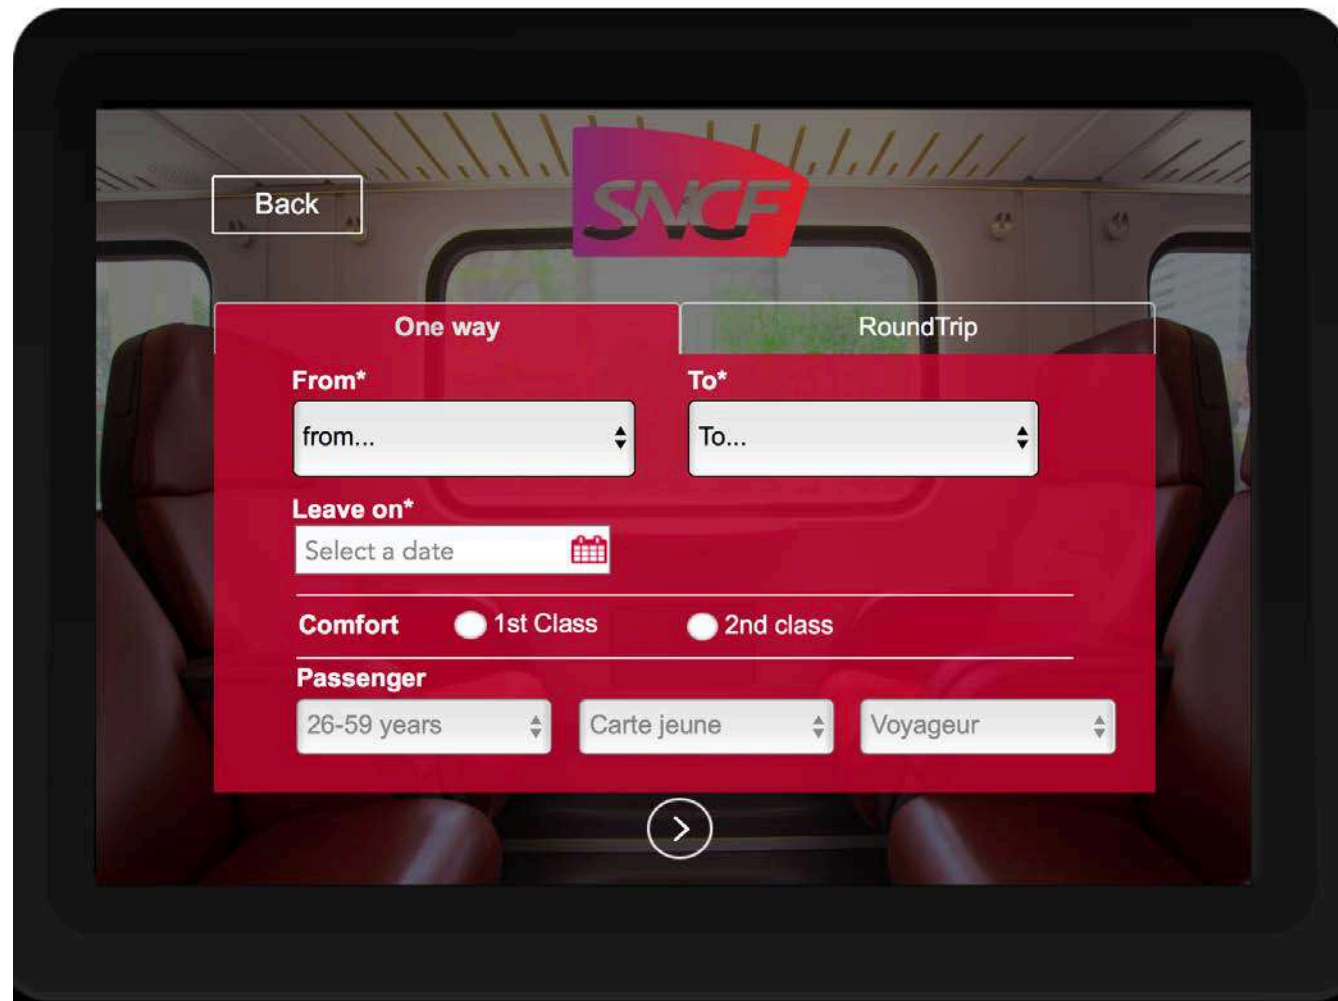 Back
SNCF
One way
RoundTrip
From*
To*
from...
To...
Leave on*
Select a date
Comfort
1st Class
2nd class
Passenger
26-59 years
Carte jeune
Voyageur